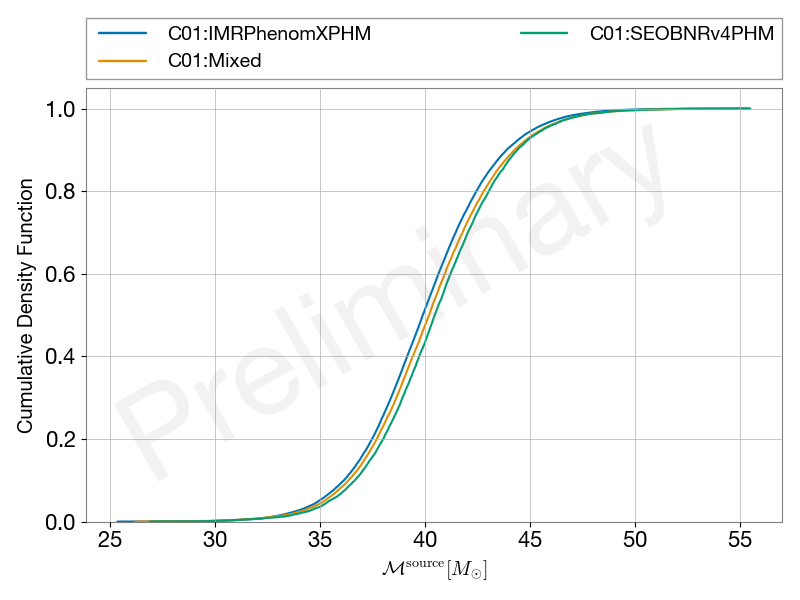 C01:IMRPhenomXPHM
C01:Mixed
C01:SEOBNRv4PHM
1.0
0.8
0.6
0.4
0.2
0.0
Cumulative Density Function
Preliminary
25 30 35 40 45 50 55
ℳ^source[M_⊙]